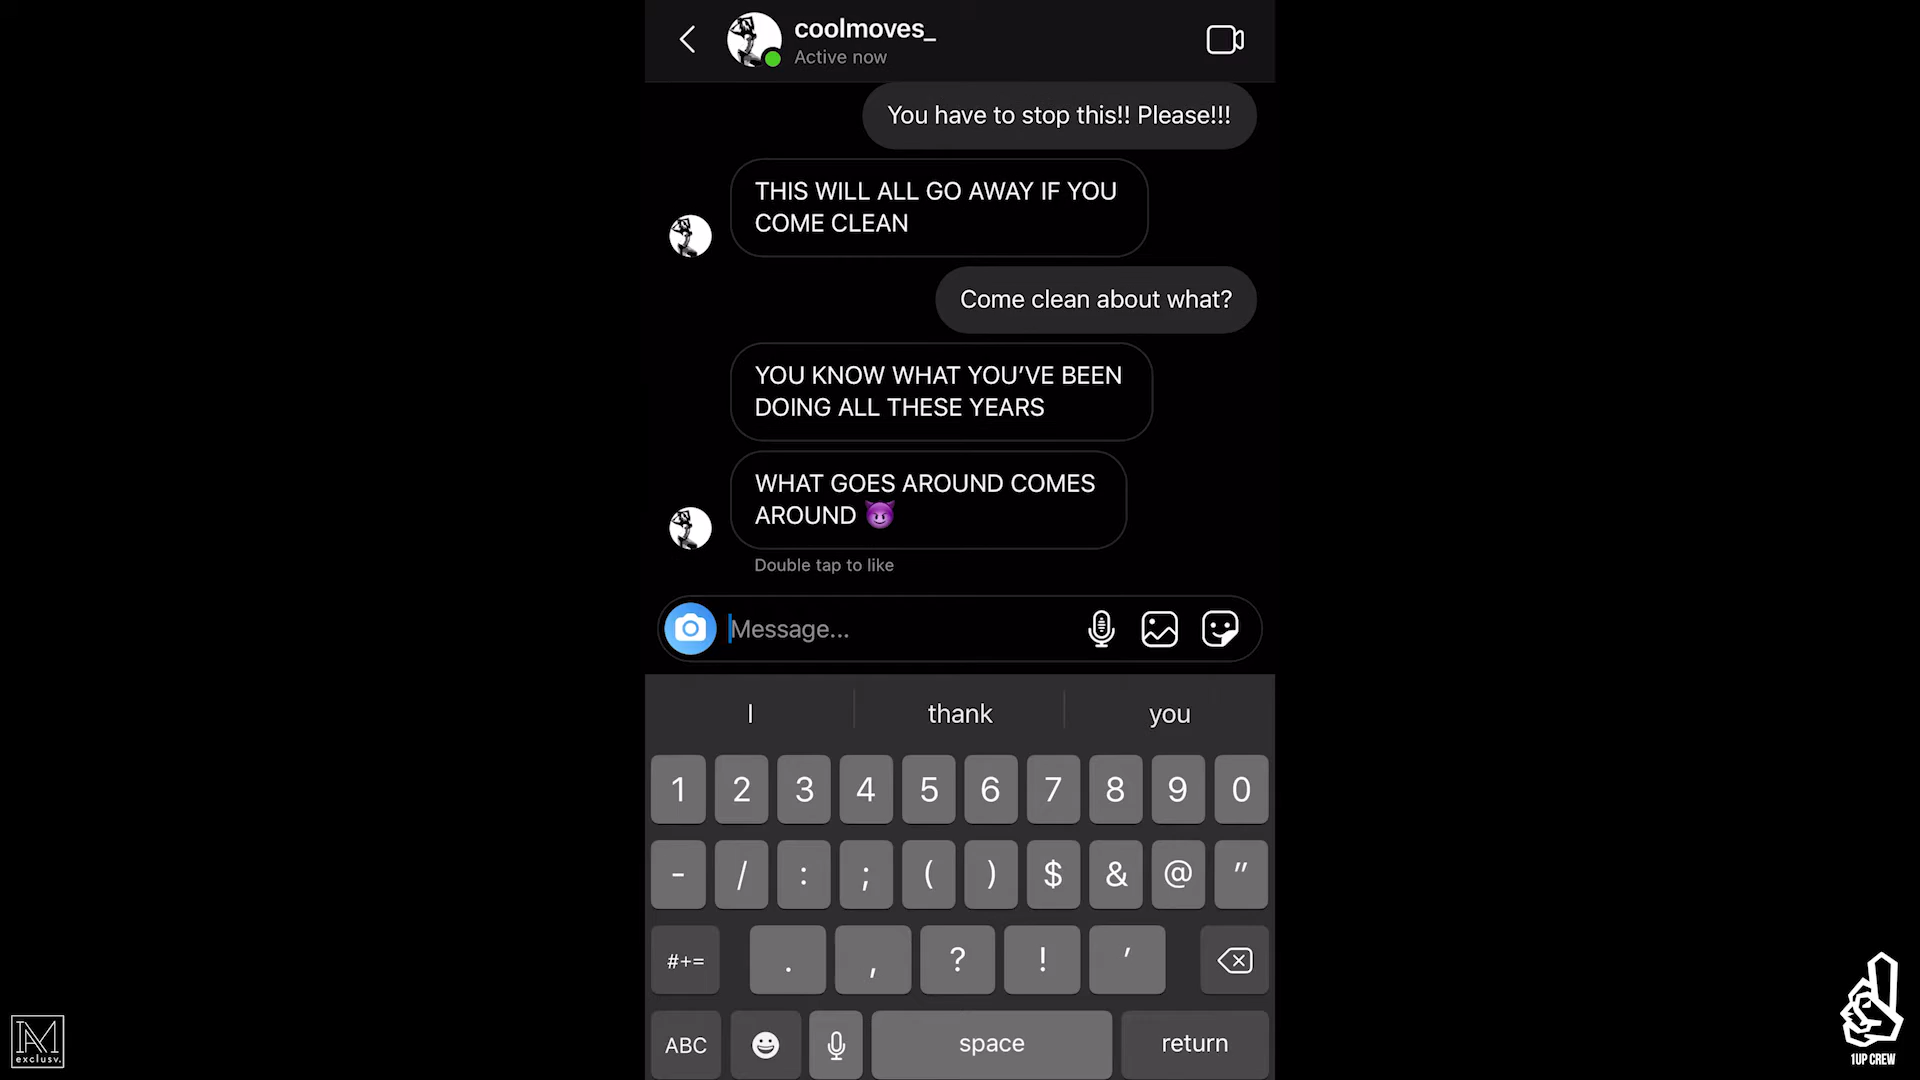 coolmoves_
Active now
You have to stop this!! Please!!!
THIS WILL ALL GO AWAY IF YOU
COME CLEAN
Come clean about what?
YOU KNOW WHAT YOU’VE BEEN
DOING ALL THESE YEARS
WHAT GOES AROUND COMES
AROUND 😈
Double tap to like
Message...
I thank you
1 2 3 4 5 6 7 8 9 0
- / : ; ( ) $ & @ "
#+= . , ? ! '
ABC space return
IAM
exclusv.
1UP CREW